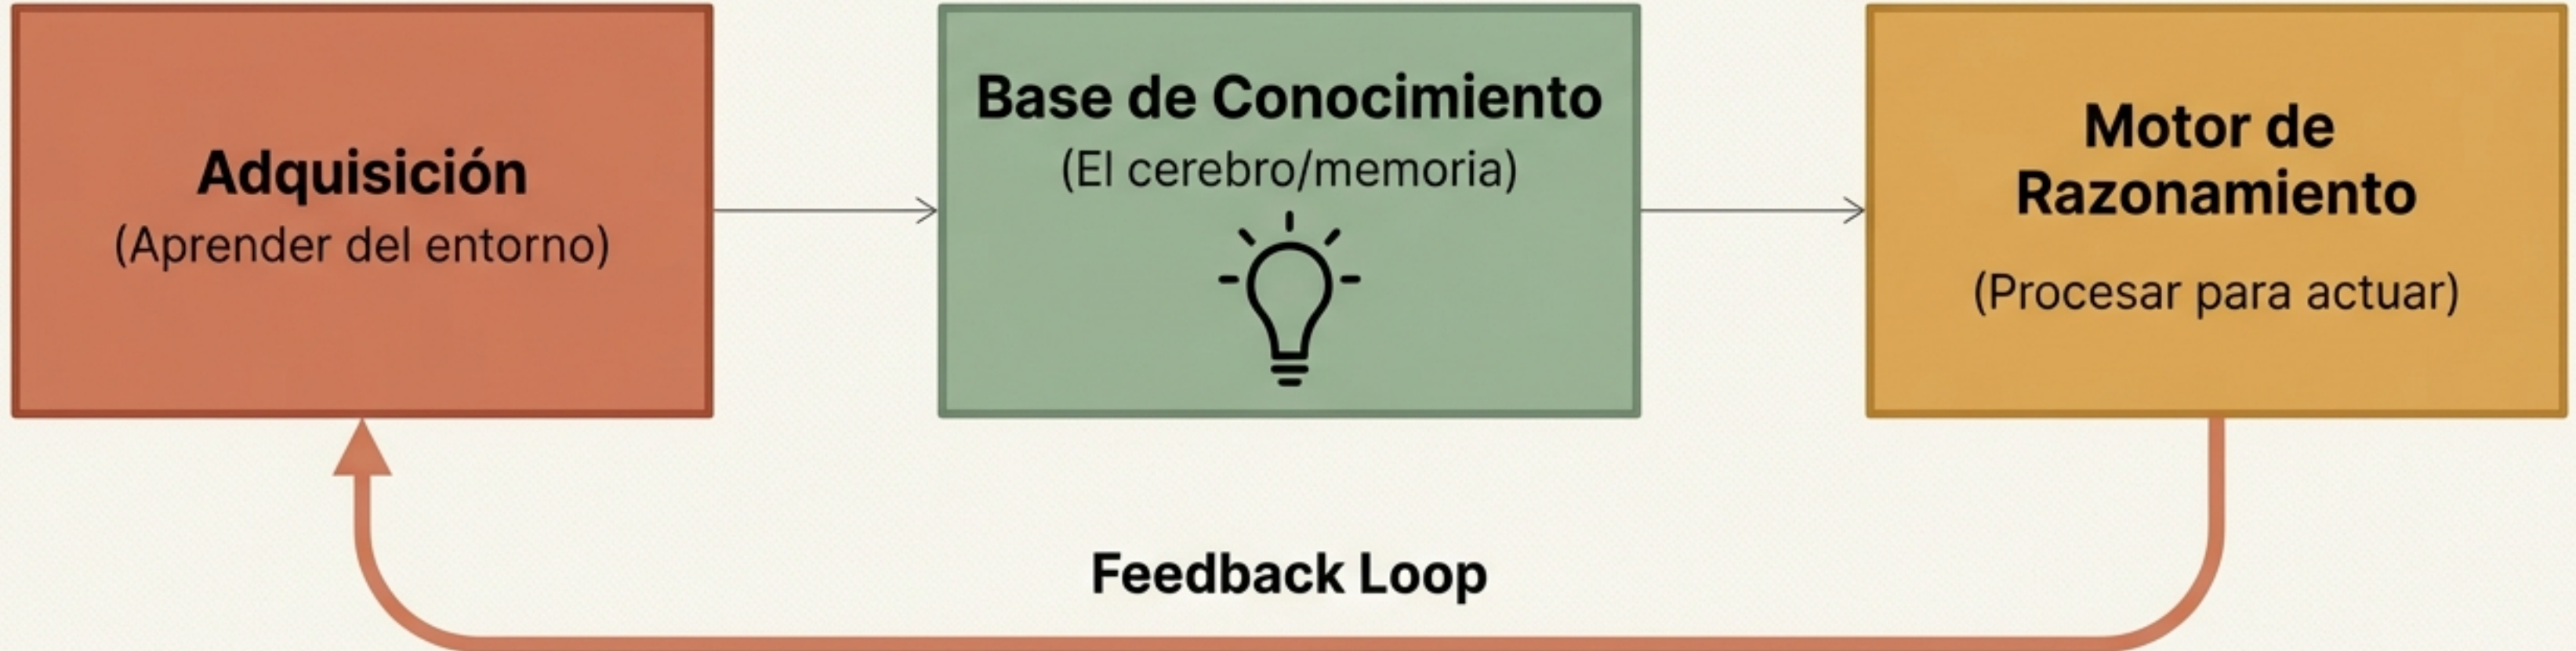 Adquisición
(Aprender del entorno)
Base de Conocimiento
(El cerebro/memoria)
Motor de
Razonamiento
(Procesar para actuar)
Feedback Loop